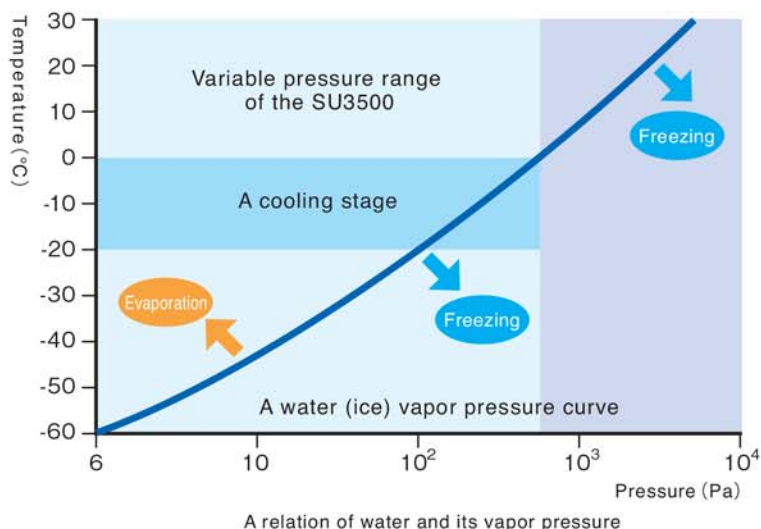 Temperature (°C)
30
20
10
0
-10
-20
-30
-40
-50
-60
Variable pressure range
of the SU3500
Freezing
A cooling stage
Evaporation
Freezing
A water (ice) vapor pressure curve
6
10
10²
10³
10⁴
Pressure (Pa)
A relation of water and its vapor pressure